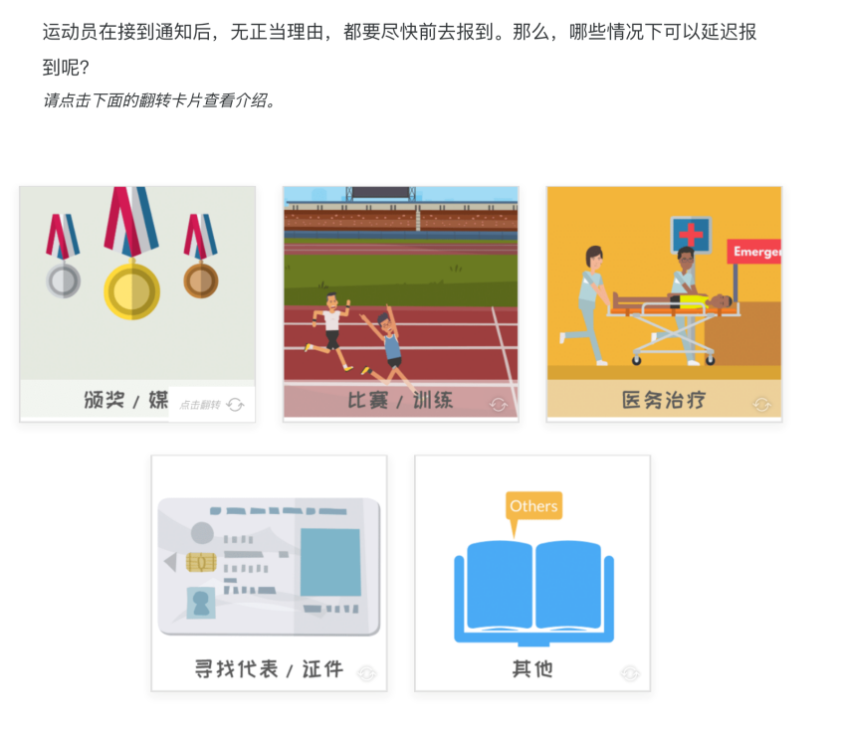 运动员在接到通知后，无正当理由，都要尽快前去报到。那么，哪些情况下可以延迟报
到呢？
请点击下面的翻转卡片查看介绍。
Emerge
颁奖 / 媒
点击翻转
比赛 / 训练
医务治疗
Others
寻找代表 / 证件
其他